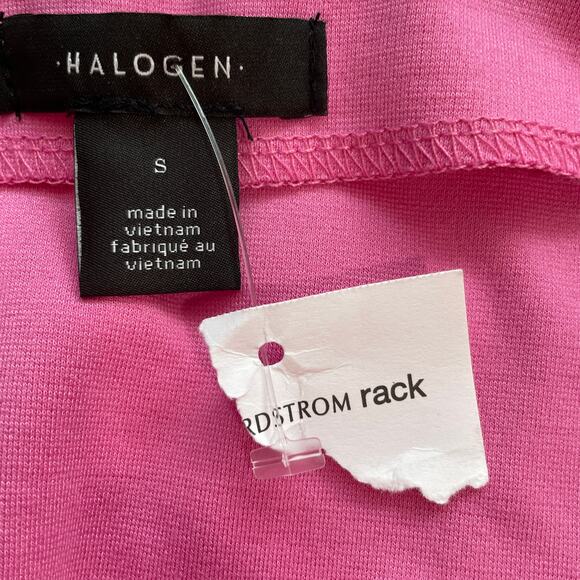 ·HALOGEN·
S
made in
vietnam
fabriqué au
vietnam
RDSTROM rack